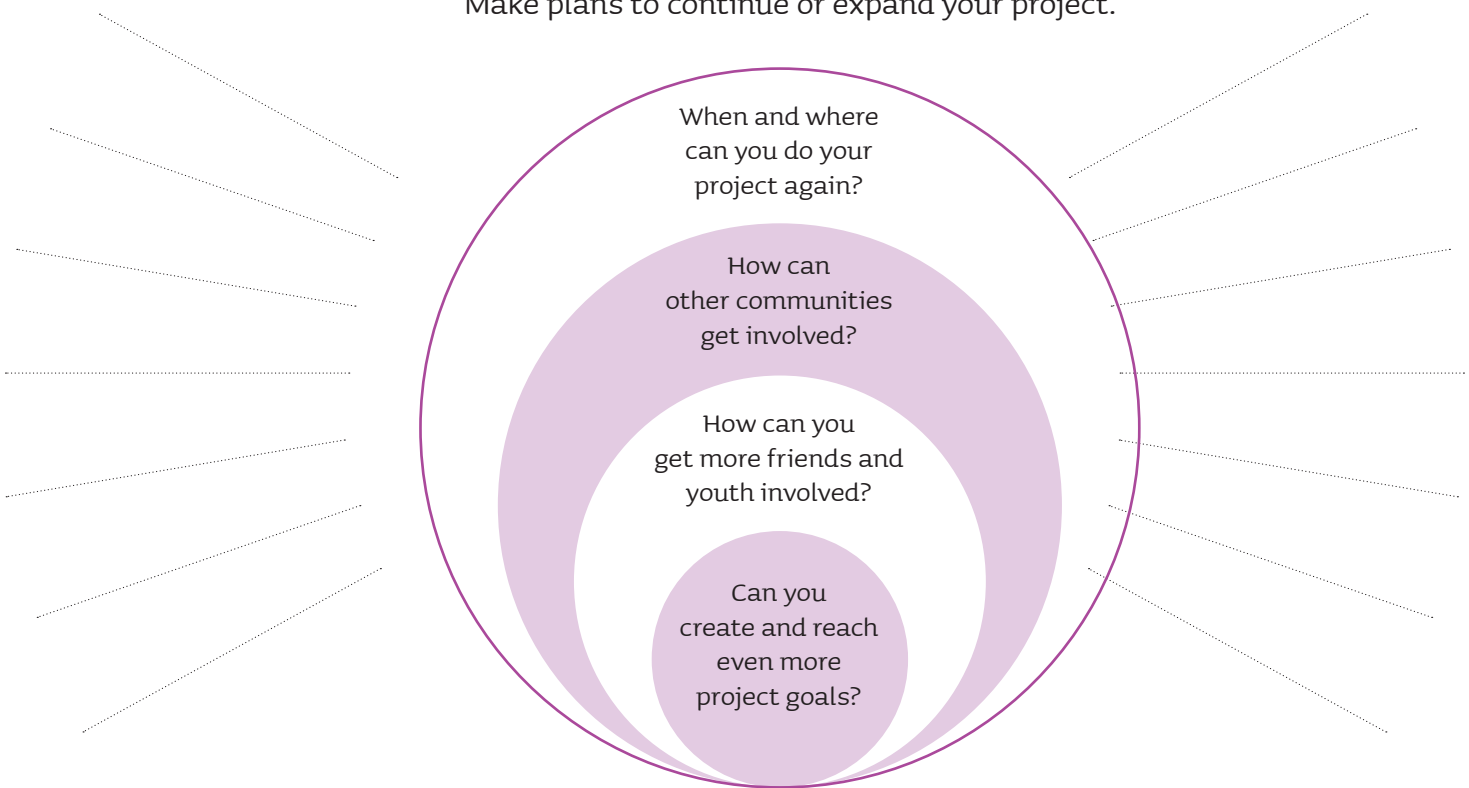 Make plans to continue or expand your project.
When and where
can you do your
project again?
How can
other communities
get involved?
How can you
get more friends and
youth involved?
Can you
create and reach
even more
project goals?